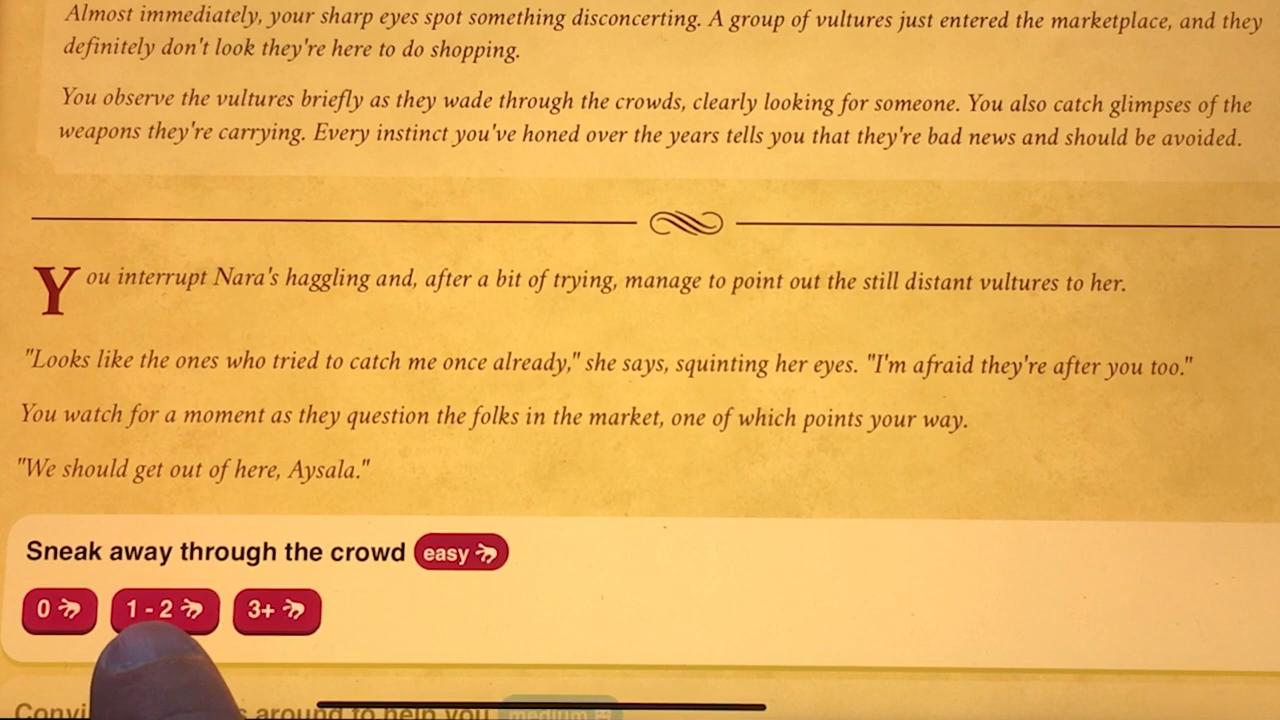 Almost immediately, your sharp eyes spot something disconcerting. A group of vultures just entered the marketplace, and they
definitely don't look they're here to do shopping.
You observe the vultures briefly as they wade through the crowds, clearly looking for someone. You also catch glimpses of the
weapons they're carrying. Every instinct you've honed over the years tells you that they're bad news and should be avoided.
You interrupt Nara's haggling and, after a bit of trying, manage to point out the still distant vultures to her.
"Looks like the ones who tried to catch me once already," she says, squinting her eyes. "I'm afraid they're after you too."
You watch for a moment as they question the folks in the market, one of which points your way.
"We should get out of here, Aysala."
Sneak away through the crowd easy
0 1 - 2 3+
around to help you medium